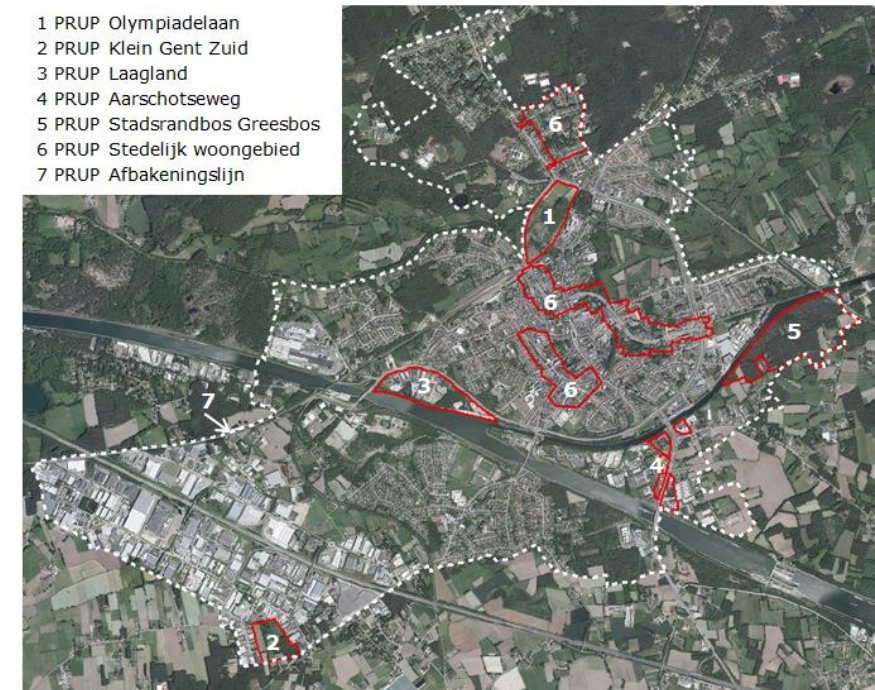 1 PRUP Olympiadelaan
2 PRUP Klein Gent Zuid
3 PRUP Laagland
4 PRUP Aarschotseweg
5 PRUP Stadsrandbos Greesbos
6 PRUP Stedelijk woongebied
7 PRUP Afbakeningslijn
6
1
6
5
3
6
7
4
2